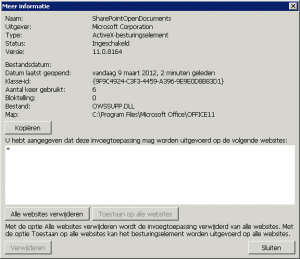 Meer informatie
Naam: SharePointOpenDocuments
Uitgever: Microsoft Corporation
Type: ActiveX-besturingselement
Status: Ingeschakeld
Versie: 11.0.8164
Bestandsdatum:
Datum laatst geopend: vandaag 9 maart 2012, 2 minuten geleden
Klasse-id: {9F9C4924-C3F3-4459-A396-9E9E0D8B83D1}
Aantal keer gebruikt: 6
Bloktelling: 0
Bestand: OWSSUPP.DLL
Map: C:\Program Files\Microsoft Office\OFFICE11
Kopiëren
U hebt aangegeven dat deze invoegtoepassing mag worden uitgevoerd op de volgende websites:
*
Alle websites verwijderen Toestaan op alle websites
Met de optie Alle websites verwijderen wordt de invoegtoepassing verwijderd van alle websites. Met
de optie Toestaan op alle websites kan het besturingselement worden uitgevoerd op alle websites.
Verwijderen Sluiten